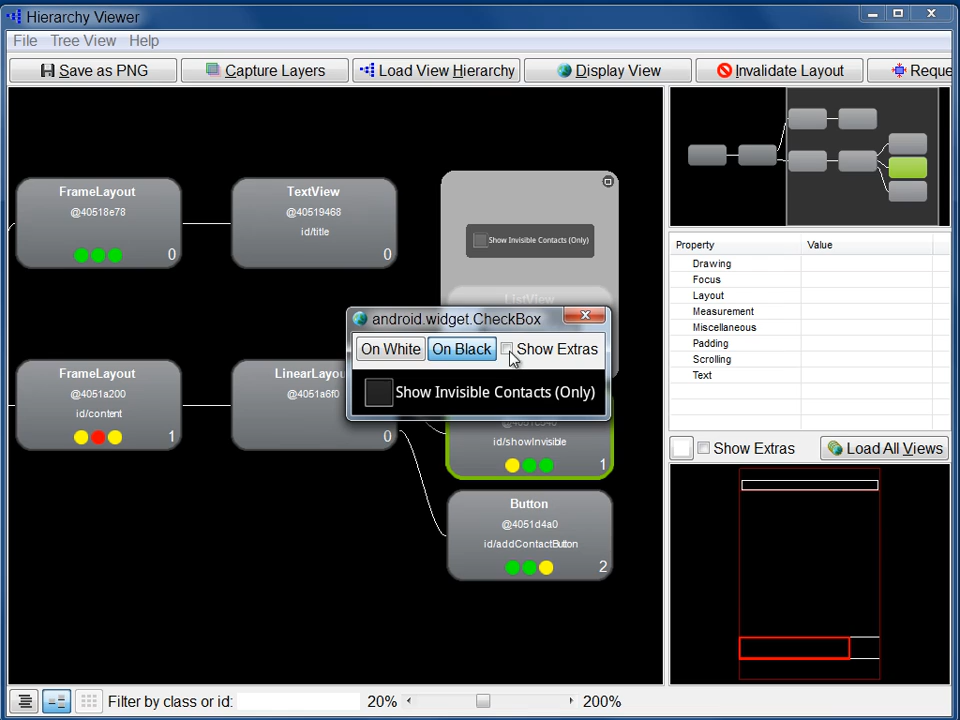 Hierarchy Viewer
File Tree View Help
Save as PNG
Capture Layers
Load View Hierarchy
Display View
Invalidate Layout
Reque
FrameLayout
@40518e78
0
TextView
@40519468
id/title
0
Show Invisible Contacts (Only)
ListView
FrameLayout
@4051a200
id/content
1
LinearLayou
@4051a6f0
0
android.widget.CheckBox
On White
On Black
Show Extras
Show Invisible Contacts (Only)
id/showInvisible
1
Button
@4051d4a0
id/addContactButton
2
Property Value
Drawing
Focus
Layout
Measurement
Miscellaneous
Padding
Scrolling
Text
Show Extras
Load All Views
Filter by class or id:
20%
200%